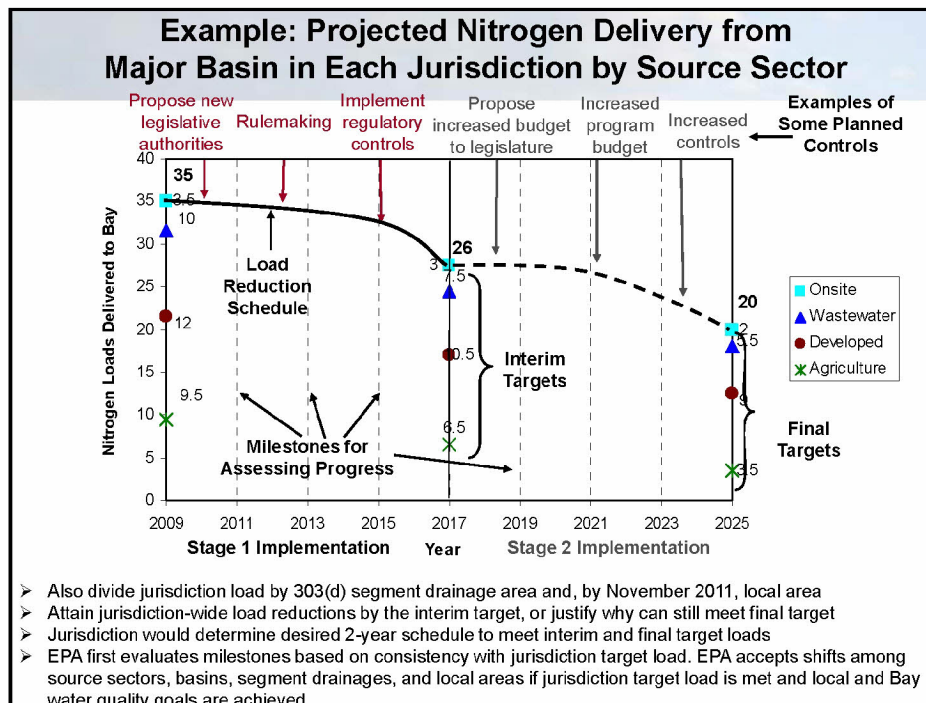 Example: Projected Nitrogen Delivery from
Major Basin in Each Jurisdiction by Source Sector
Propose new
legislative
authorities
Rulemaking
Implement
regulatory
controls
Propose
increased budget
to legislature
Increased
program
budget
Increased
controls
Examples of
Some Planned
Controls
Nitrogen Loads Delivered to Bay
40
35
30
25
20
15
10
5
0
35
3.5
10
12
9.5
Load
Reduction
Schedule
26
3
7.5
10.5
6.5
Interim
Targets
Milestones for
Assessing Progress
20
2
5.5
9
3.5
Final
Targets
Onsite
Wastewater
Developed
Agriculture
2009 2011 2013 2015 2017 2019 2021 2023 2025
Stage 1 Implementation Year Stage 2 Implementation
➢ Also divide jurisdiction load by 303(d) segment drainage area and, by November 2011, local area
➢ Attain jurisdiction-wide load reductions by the interim target, or justify why can still meet final target
➢ Jurisdiction would determine desired 2-year schedule to meet interim and final target loads
➢ EPA first evaluates milestones based on consistency with jurisdiction target load. EPA accepts shifts among
source sectors, basins, segment drainages, and local areas if jurisdiction target load is met and local and Bay
water quality goals are achieved